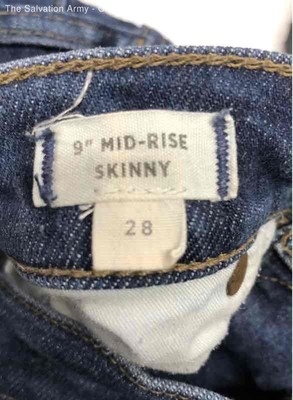 The Salvation Army -
9" MID-RISE
SKINNY
28